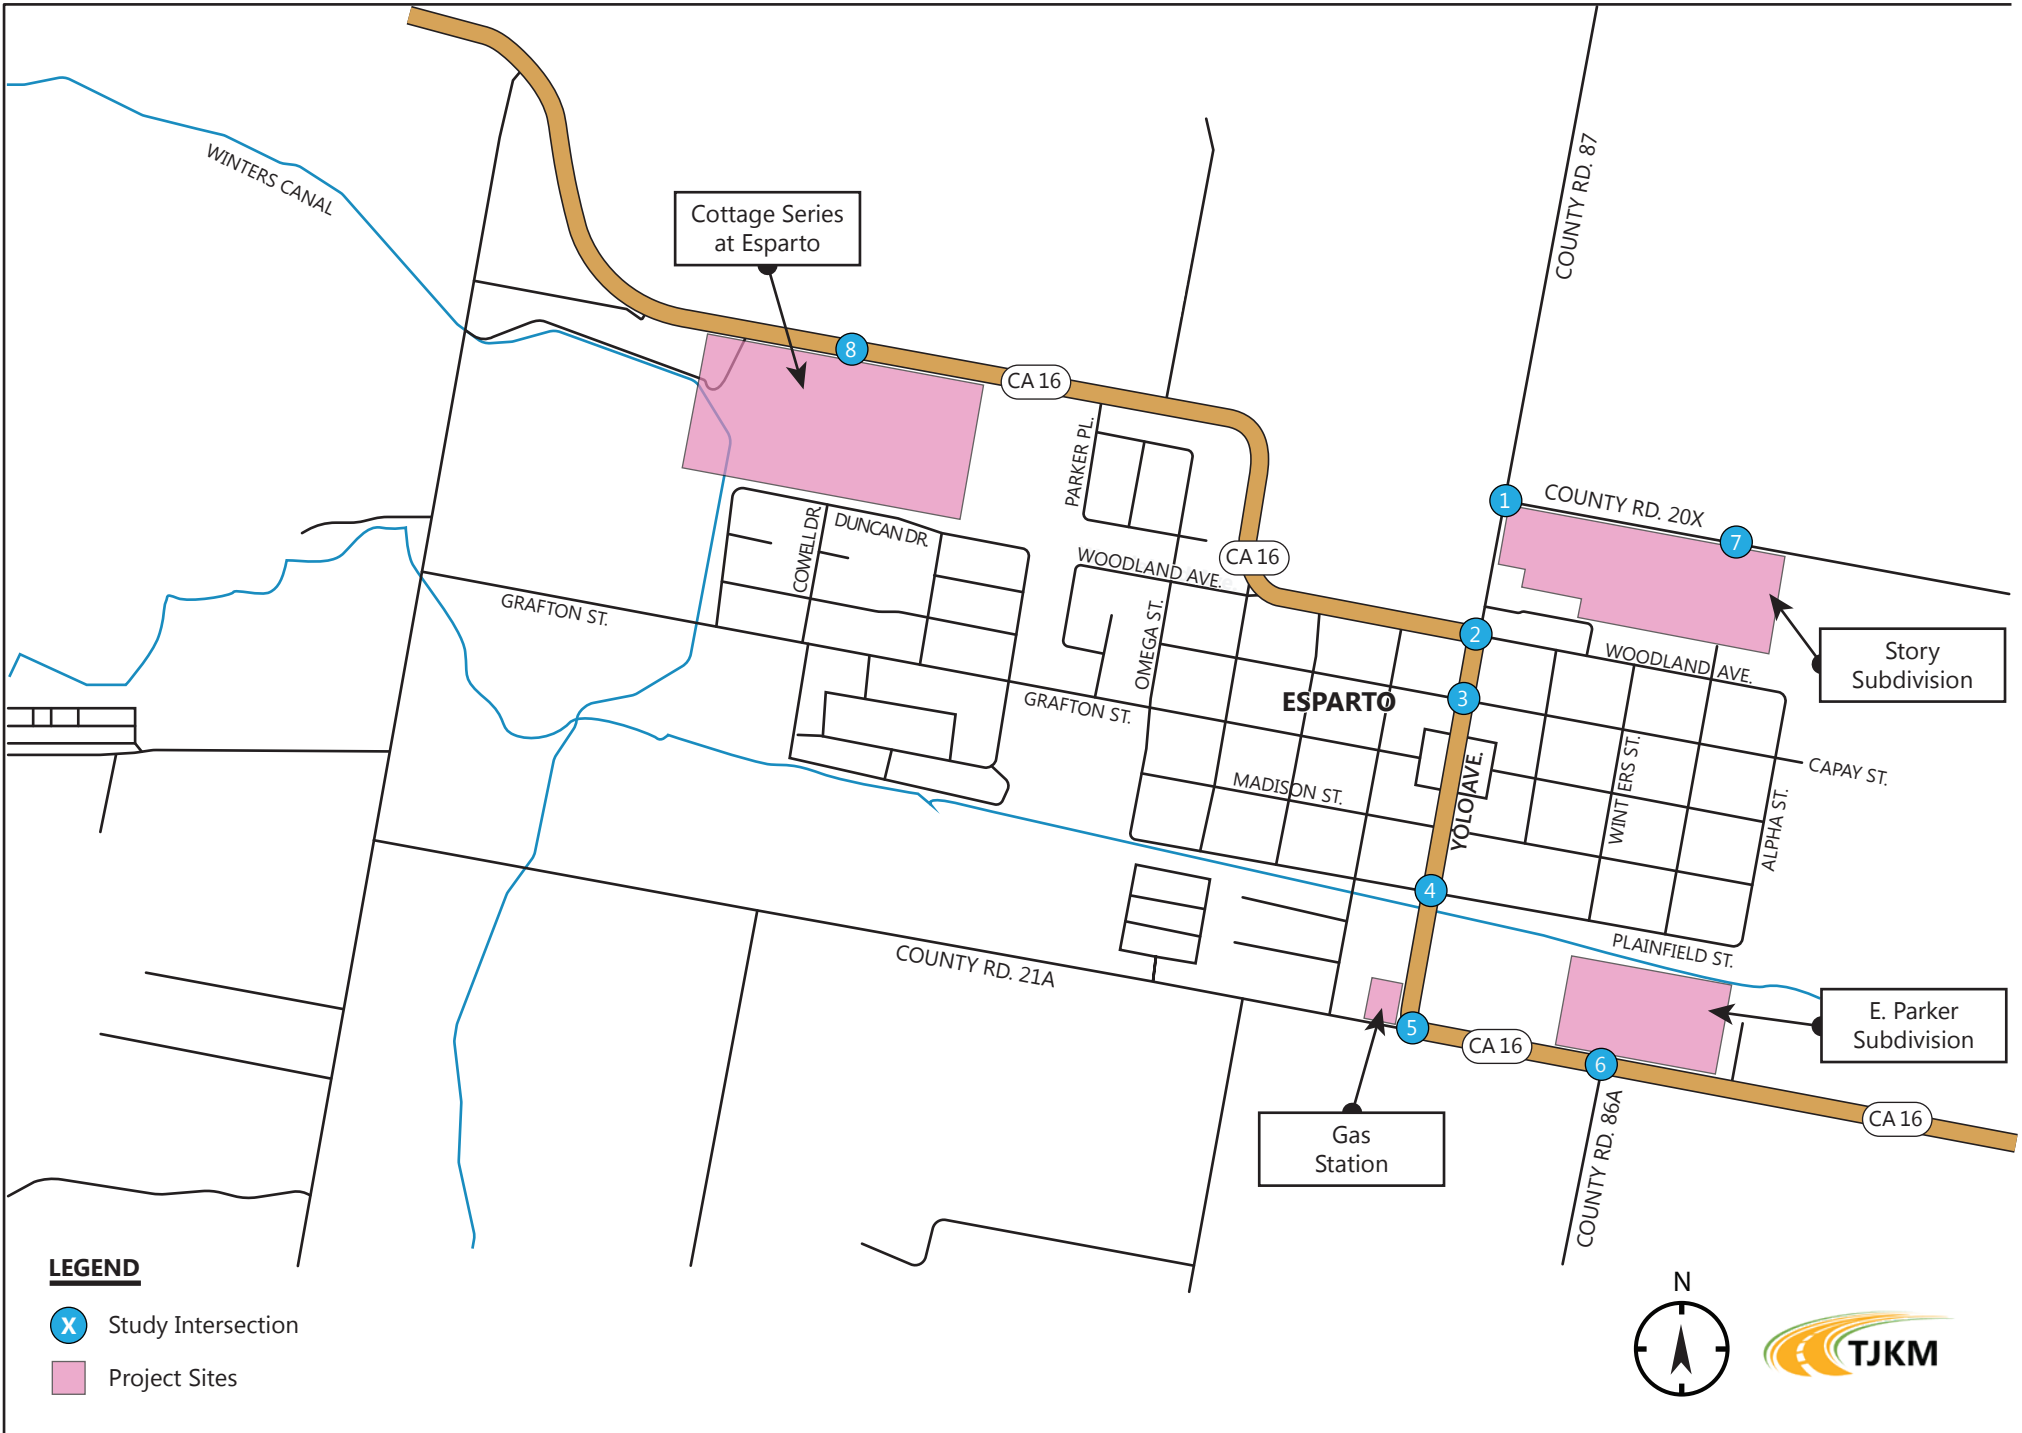 WINTERS CANAL
Cottage Series
at Esparto
COUNTY RD. 87
8
CA 16
PARKER PL.
1
COUNTY RD. 20X
7
COWELL DR.
DUNCAN DR.
WOODLAND AVE.
CA 16
GRAFTON ST.
OMEGA ST.
2
WOODLAND AVE.
Story
Subdivision
GRAFTON ST.
ESPARTO
3
CAPAY ST.
MADISON ST.
YOLO AVE.
WINTERS ST.
ALPHA ST.
4
PLAINFIELD ST.
COUNTY RD. 21A
E. Parker
Subdivision
5
CA 16
6
CA 16
Gas
Station
COUNTY RD. 86A
LEGEND
X Study Intersection
Project Sites
N
TJKM